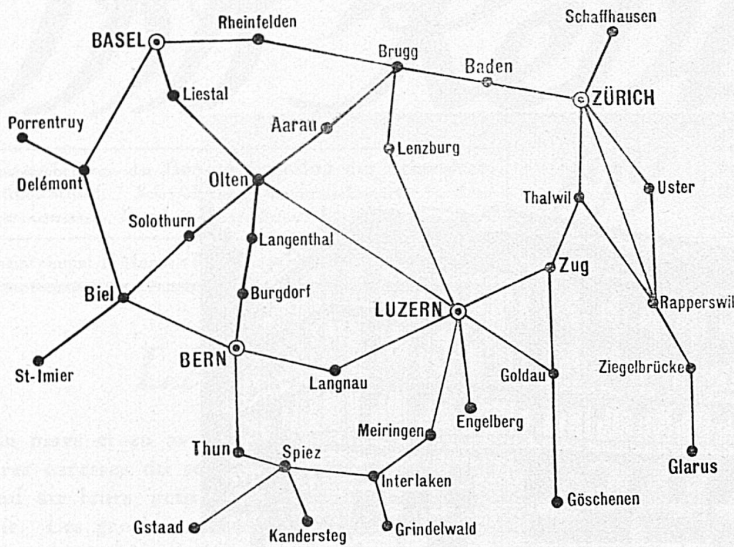 Schaffhausen
Rheinfelden
BASEL
Brugg
Baden
ZÜRICH
Liestal
Aarau
Porrentruy
Lenzburg
Delémont
Olten
Uster
Thalwil
Solothurn
Langenthal
Zug
Biel
Burgdorf
LUZERN
Rapperswil
BERN
St-Imier
Langnau
Goldau
Ziegelbrücke
Engelberg
Meiringen
Thun
Spiez
Glarus
Interlaken
Göschenen
Gstaad
Kandersteg
Grindelwald